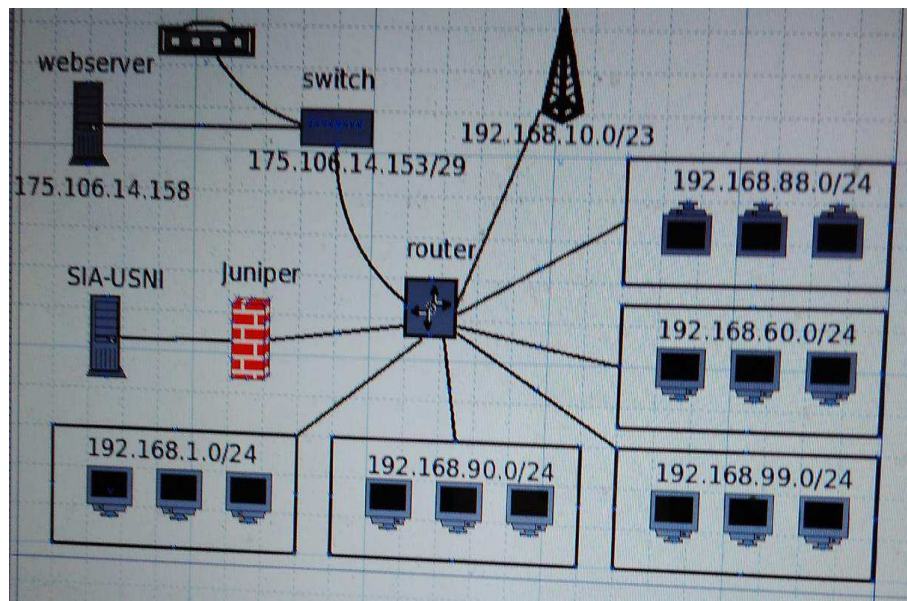 webserver
switch
192.168.10.0/23
175.106.14.153/29
175.106.14.158
192.168.88.0/24
router
SIA-USNI
Juniper
192.168.60.0/24
192.168.1.0/24
192.168.90.0/24
192.168.99.0/24